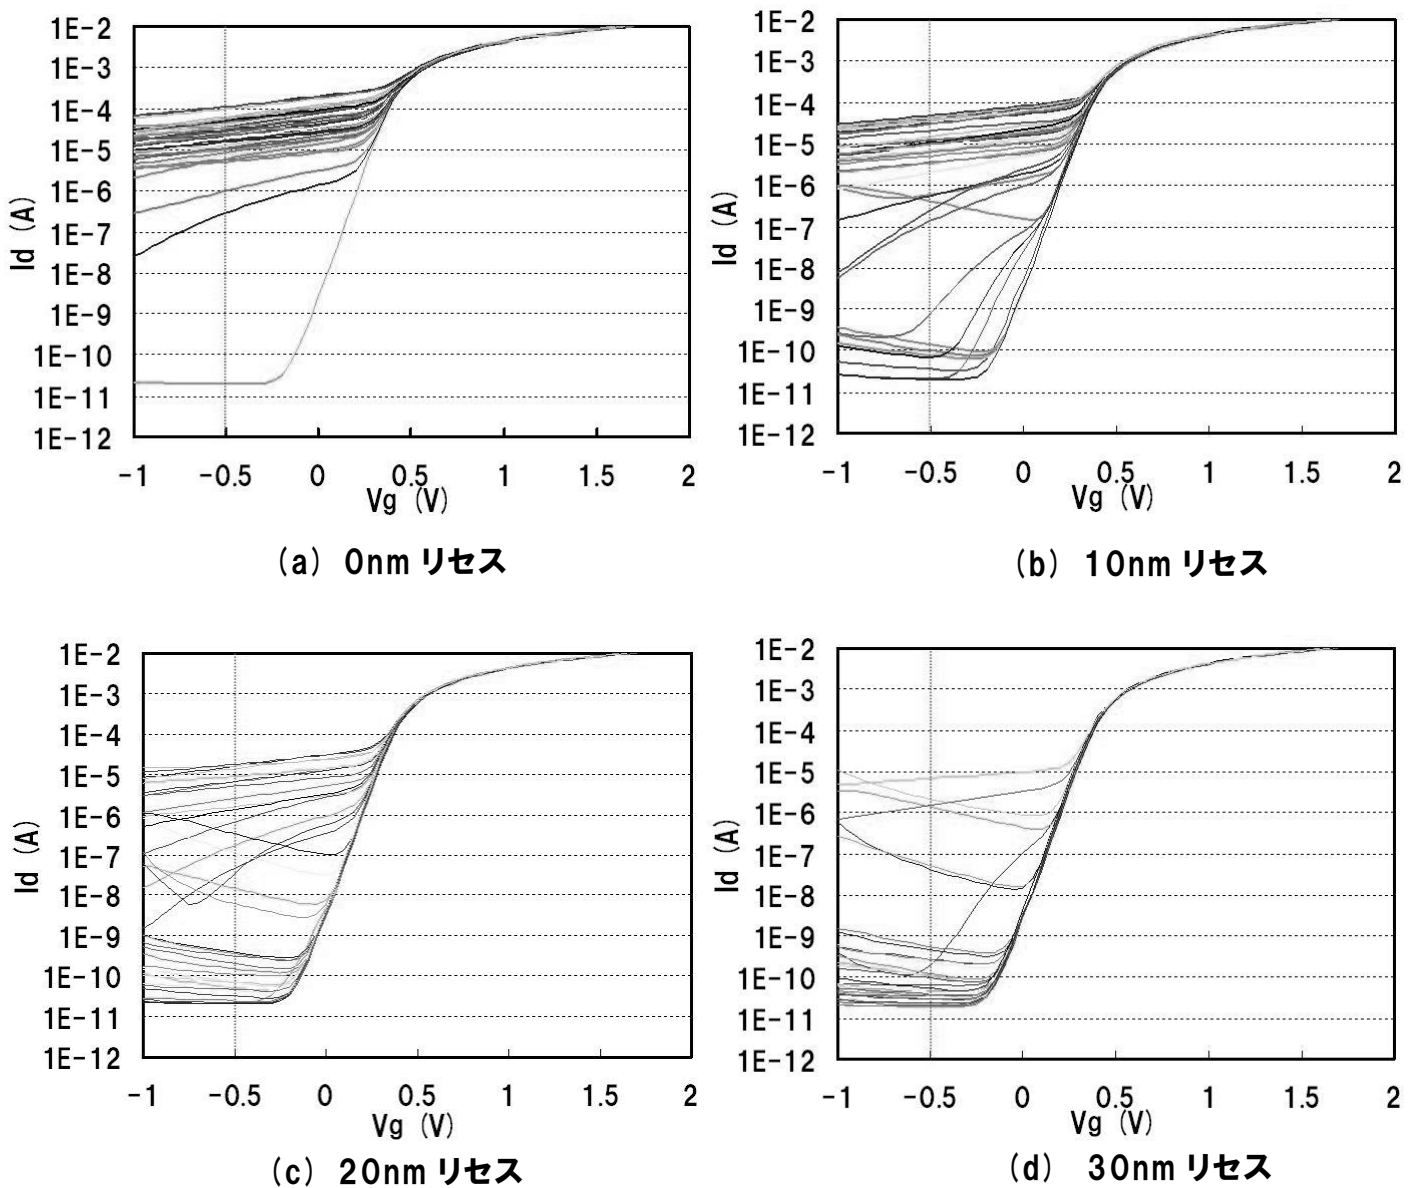 1E-2
1E-3
1E-4
1E-5
1E-6
1E-7
1E-8
1E-9
1E-10
1E-11
1E-12
Id (A)
-1 -0.5 0 0.5 1 1.5 2
Vg (V)
(a) 0nm リセス
1E-2
1E-3
1E-4
1E-5
1E-6
1E-7
1E-8
1E-9
1E-10
1E-11
1E-12
Id (A)
-1 -0.5 0 0.5 1 1.5 2
Vg (V)
(b) 10nm リセス
1E-2
1E-3
1E-4
1E-5
1E-6
1E-7
1E-8
1E-9
1E-10
1E-11
1E-12
Id (A)
-1 -0.5 0 0.5 1 1.5 2
Vg (V)
(c) 20nm リセス
1E-2
1E-3
1E-4
1E-5
1E-6
1E-7
1E-8
1E-9
1E-10
1E-11
1E-12
Id (A)
-1 -0.5 0 0.5 1 1.5 2
Vg (V)
(d) 30nm リセス